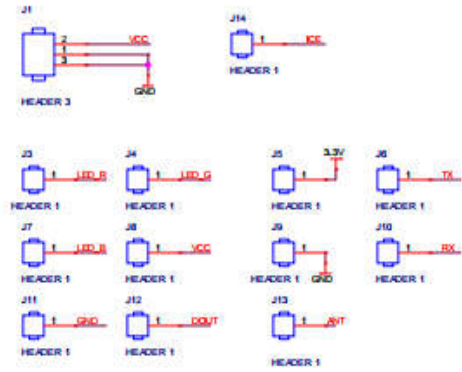 J1
2 VCC
1
3
GND
HEADER 3
J14
1 ICE
HEADER 1
J3
1 LED_R
HEADER 1
J4
1 LED_G
HEADER 1
J5
1
3.3V
HEADER 1
J6
1 TX
HEADER 1
J7
1 LED_B
HEADER 1
J8
1 VCC
HEADER 1
J9
1
HEADER 1
GND
J10
1 RX
HEADER 1
J11
1 GND
HEADER 1
J12
1 DOUT
HEADER 1
J13
1 ANT
HEADER 1